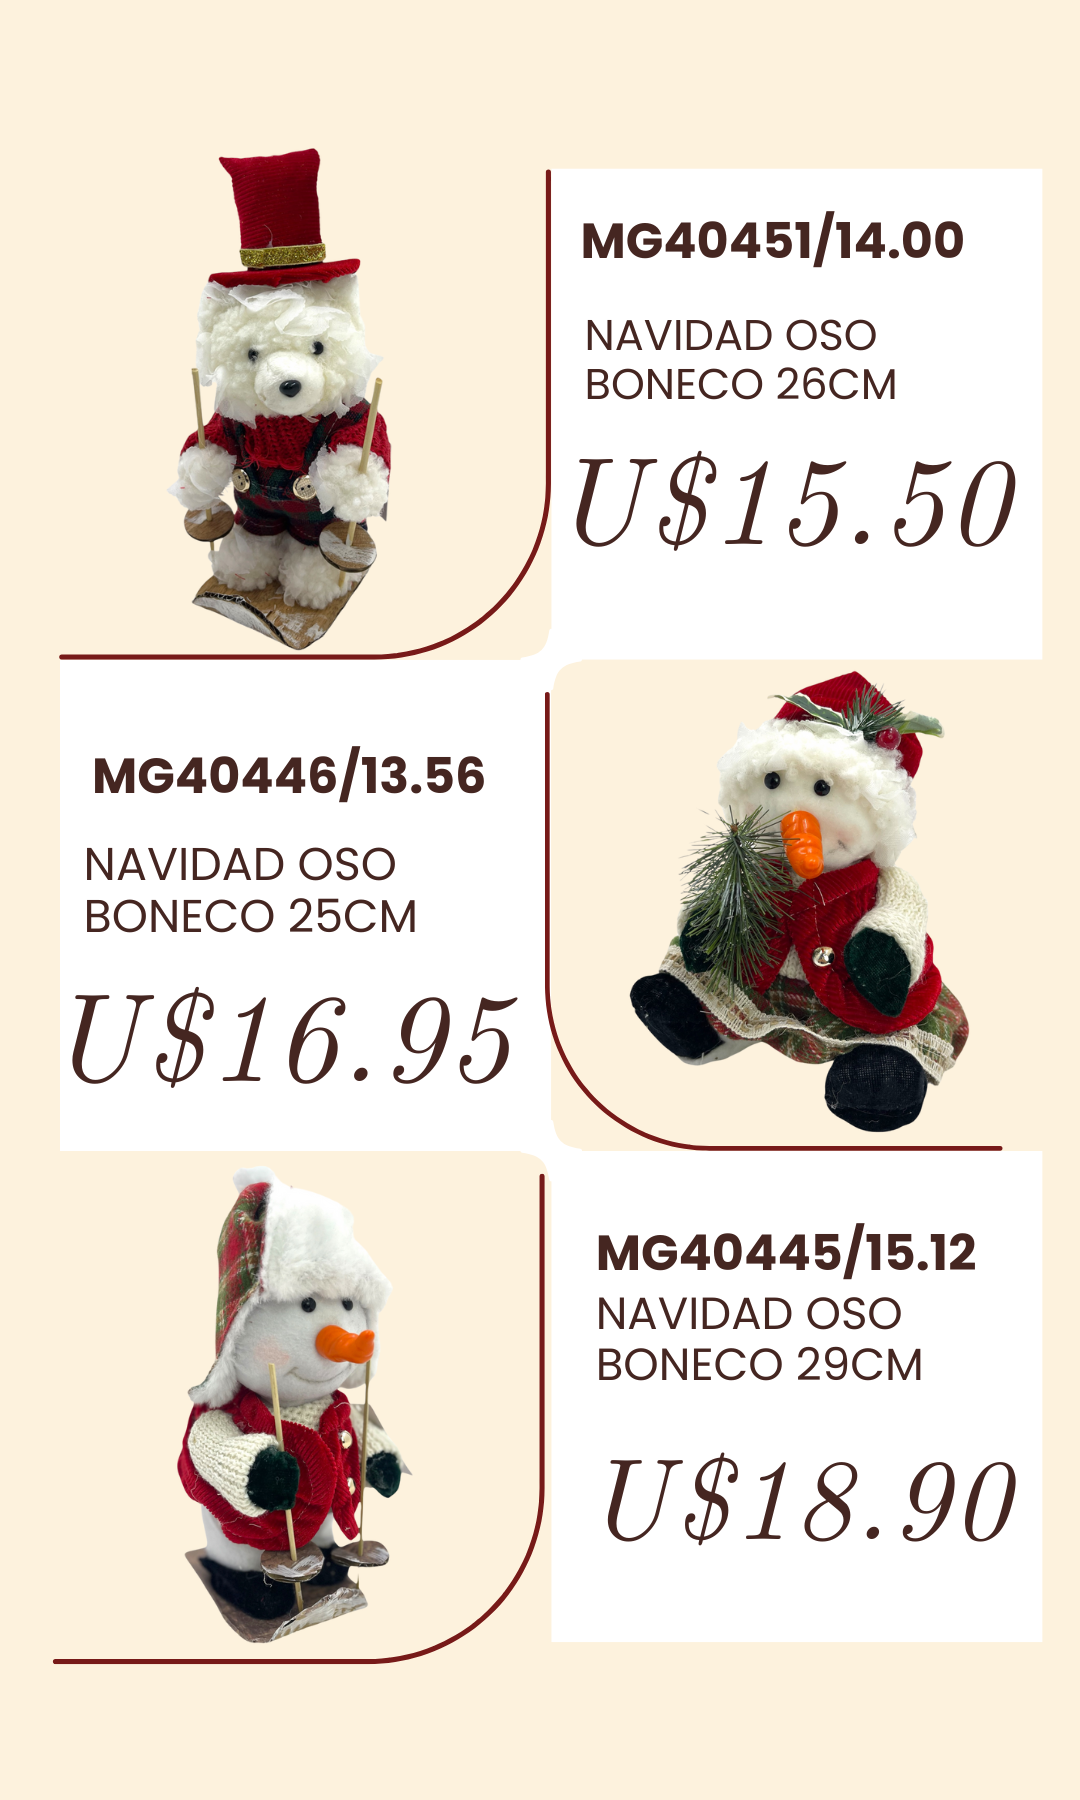 MG40451/14.00
NAVIDAD OSO
BONECO 26CM
U$15.50
MG40446/13.56
NAVIDAD OSO
BONECO 25CM
U$16.95
MG40445/15.12
NAVIDAD OSO
BONECO 29CM
U$18.90